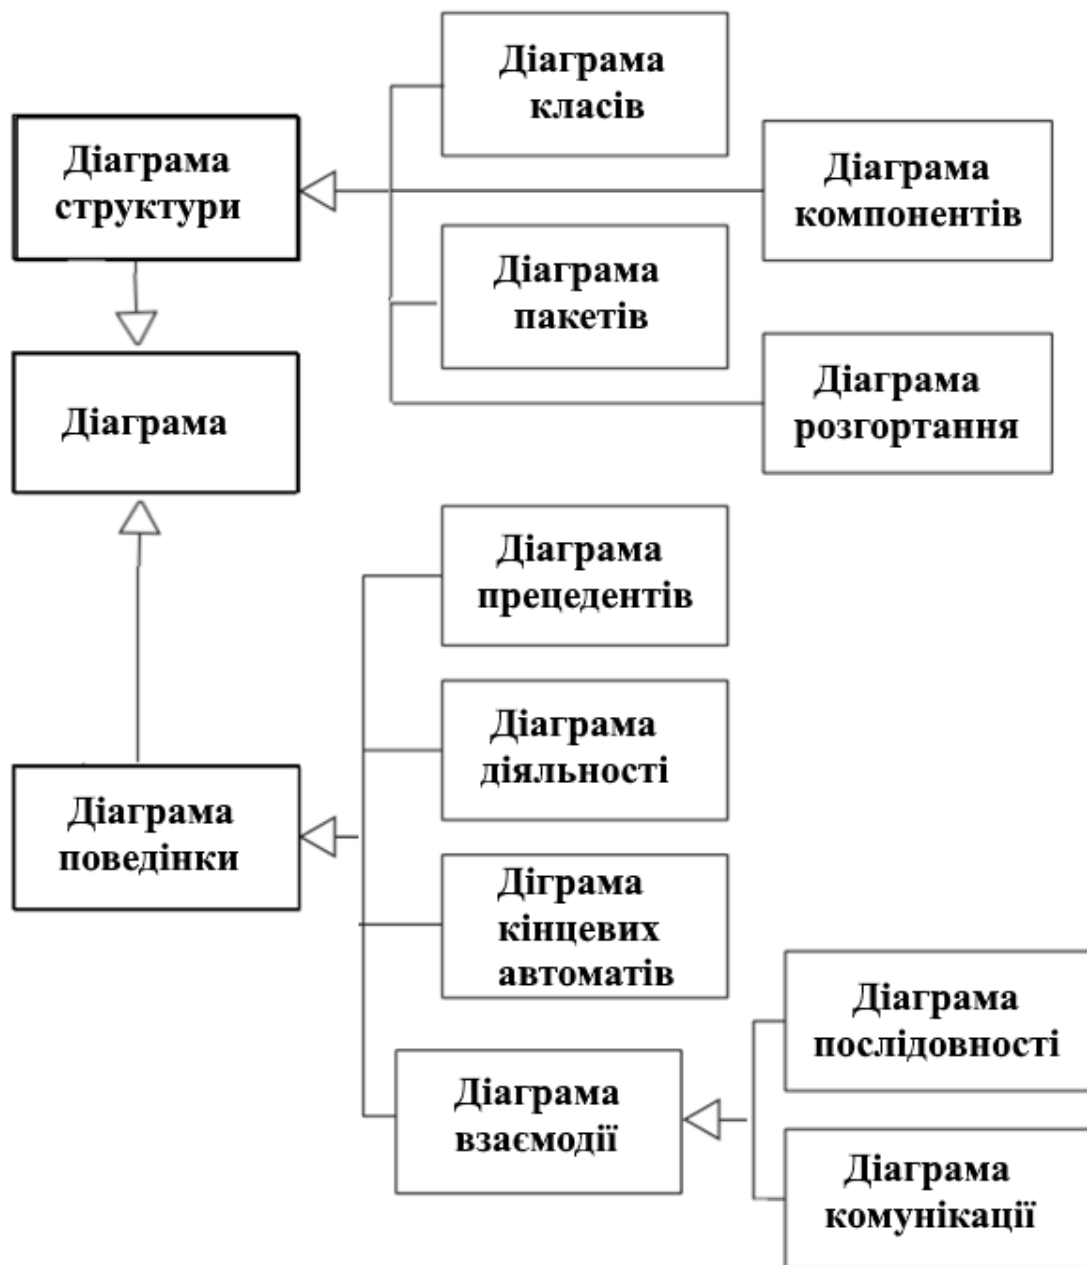 Діаграма
класів
Діаграма
структури
Діаграма
компонентів
Діаграма
пакетів
Діаграма
розгортання
Діаграма
Діаграма
прецедентів
Діаграма
діяльності
Діаграма
поведінки
Діграма
кінцевих
автоматів
Діаграма
послідовності
Діаграма
взаємодії
Діаграма
комунікації